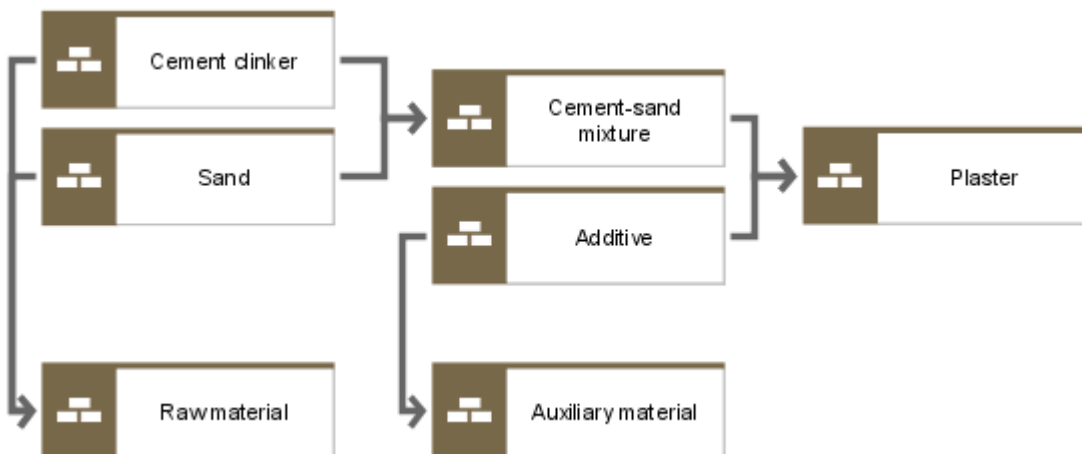 Cement clinker
Sand
Cement-sand
mixture
Additive
Plaster
Raw material
Auxiliary material